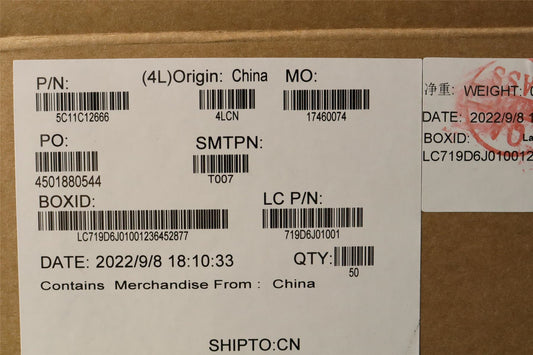 P/N: (4L)Origin: China MO:
5C11C12666 4LCN 17460074
PO: SMTPN:
4501880544 T007
BOXID: LC P/N:
LC719D6J01001236452877 719D6J01001
DATE: 2022/9/8 18:10:33 QTY:
50
Contains Merchandise From : China
SHIPTO:CN
净重: WEIGHT:
DATE: 2022/9/8 1
BOXID: La
LC719D6J010012